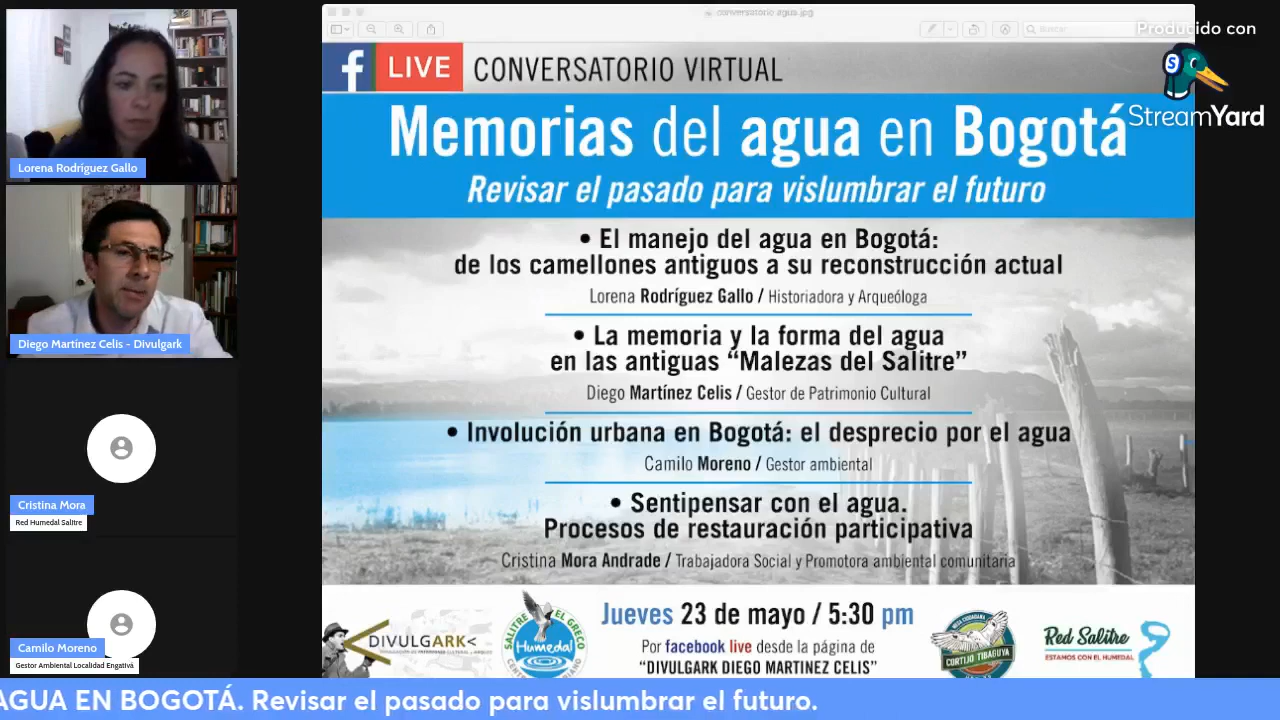 conversatorio agua.jpg
Buscar
Producido con
S
StreamYard
f LIVE CONVERSATORIO VIRTUAL
Memorias del agua en Bogotá
Revisar el pasado para vislumbrar el futuro
• El manejo del agua en Bogotá:
de los camellones antiguos a su reconstrucción actual
Lorena Rodríguez Gallo / Historiadora y Arqueóloga
• La memoria y la forma del agua
en las antiguas “Malezas del Salitre”
Diego Martínez Celis / Gestor de Patrimonio Cultural
• Involución urbana en Bogotá: el desprecio por el agua
Camilo Moreno / Gestor ambiental
• Sentipensar con el agua.
Procesos de restauración participativa
Cristina Mora Andrade / Trabajadora Social y Promotora ambiental comunitaria
Jueves 23 de mayo / 5:30 pm
Por facebook live desde la página de
“DIVULGARK DIEGO MARTINEZ CELIS”
DIVULGARK<
SALITRE EL GRECO
Humedal
MESA CIUDADANA
CORTIJO TIBAGUYA
Red Salitre
ESTAMOS CON EL HUMEDAL
Lorena Rodríguez Gallo
Diego Martínez Celis - Divulgark
Cristina Mora
Red Humedal Salitre
Camilo Moreno
Gestor Ambiental Localidad Engativá
AGUA EN BOGOTÁ. Revisar el pasado para vislumbrar el futuro.